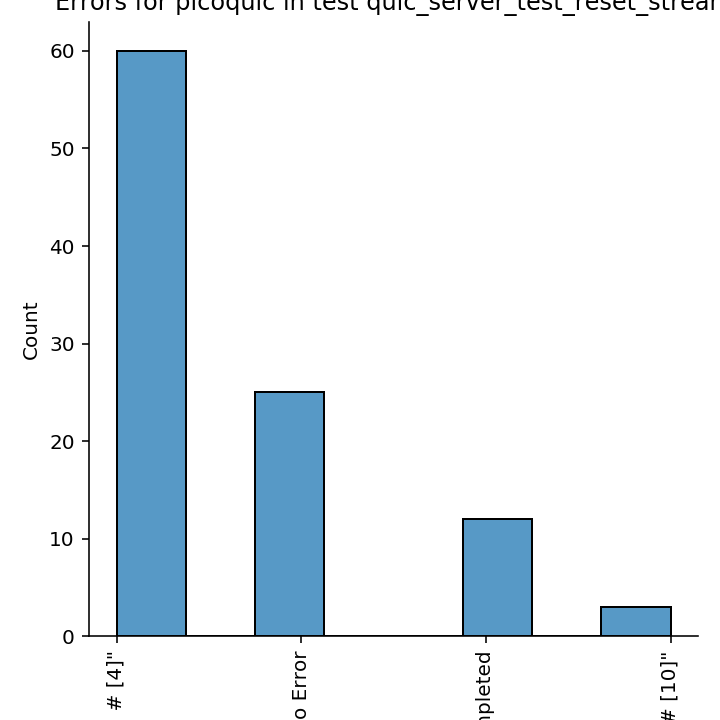 Errors for picoquic in test quic_server_test_reset_stream
60
50
40
30
20
10
0
Count
# [4]"
o Error
mpleted
# [10]"